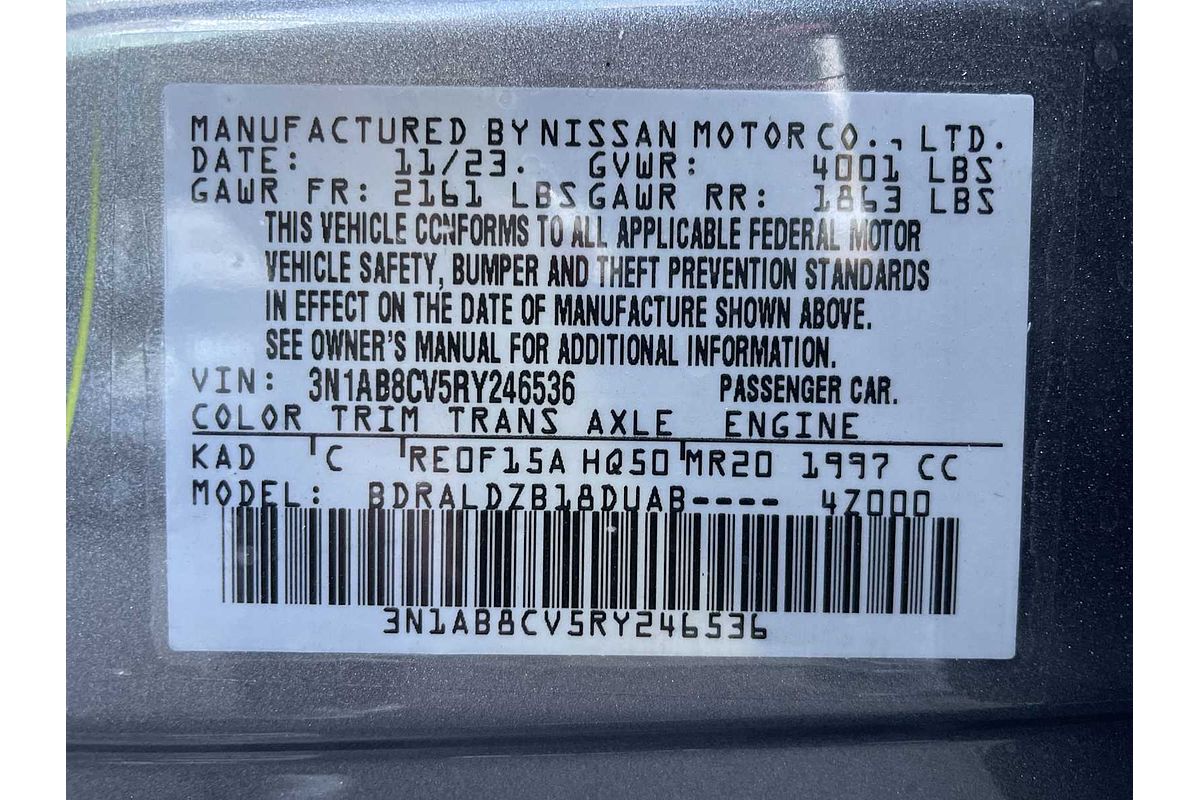 MANUFACTURED BY NISSAN MOTOR CO., LTD.
DATE: 11/23. GVWR: 4001 LBS
GAWR FR: 2161 LBS GAWR RR: 1863 LBS
THIS VEHICLE CONFORMS TO ALL APPLICABLE FEDERAL MOTOR
VEHICLE SAFETY, BUMPER AND THEFT PREVENTION STANDARDS
IN EFFECT ON THE DATE OF MANUFACTURE SHOWN ABOVE.
SEE OWNER'S MANUAL FOR ADDITIONAL INFORMATION.
VIN: 3N1AB8CV5RY246536 PASSENGER CAR.
COLOR TRIM TRANS AXLE ENGINE
KAD C RE0F15A HQ50 MR20 1997 CC
MODEL: BDRALDZB18DUAB---- 4Z000
3N1AB8CV5RY246536